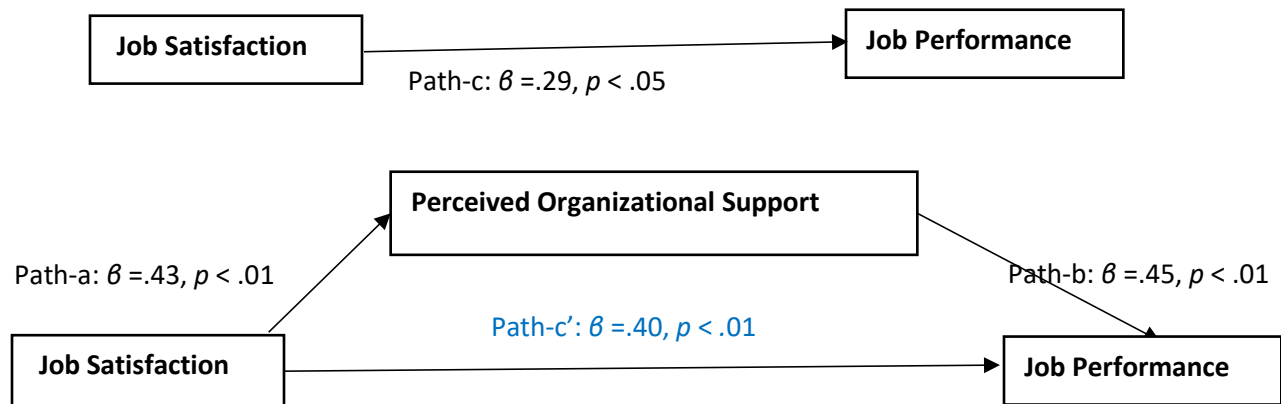 Job Satisfaction
Job Performance
Path-c: β =.29, p < .05
Perceived Organizational Support
Path-a: β =.43, p < .01
Path-b: β =.45, p < .01
Path-c’: β =.40, p < .01
Job Satisfaction
Job Performance